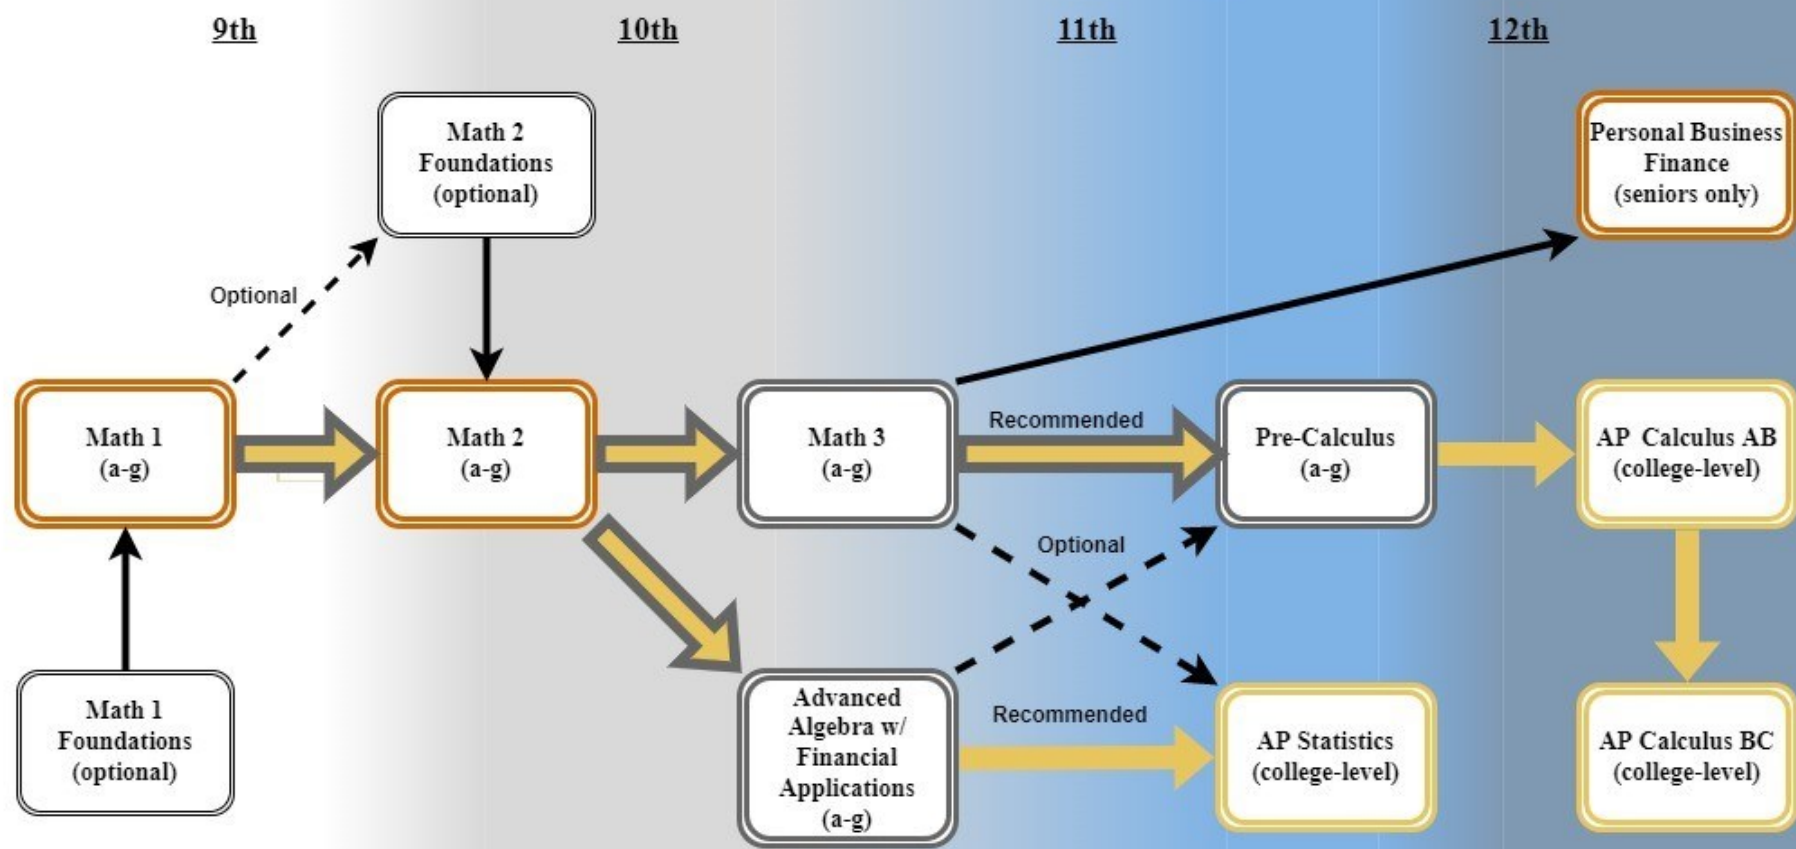 9th
10th
11th
12th
Math 2
Foundations
(optional)
Personal Business
Finance
(seniors only)
Optional
Math 1
(a-g)
Math 2
(a-g)
Math 3
(a-g)
Recommended
Pre-Calculus
(a-g)
AP Calculus AB
(college-level)
Optional
Math 1
Foundations
(optional)
Advanced
Algebra w/
Financial
Applications
(a-g)
Recommended
AP Statistics
(college-level)
AP Calculus BC
(college-level)